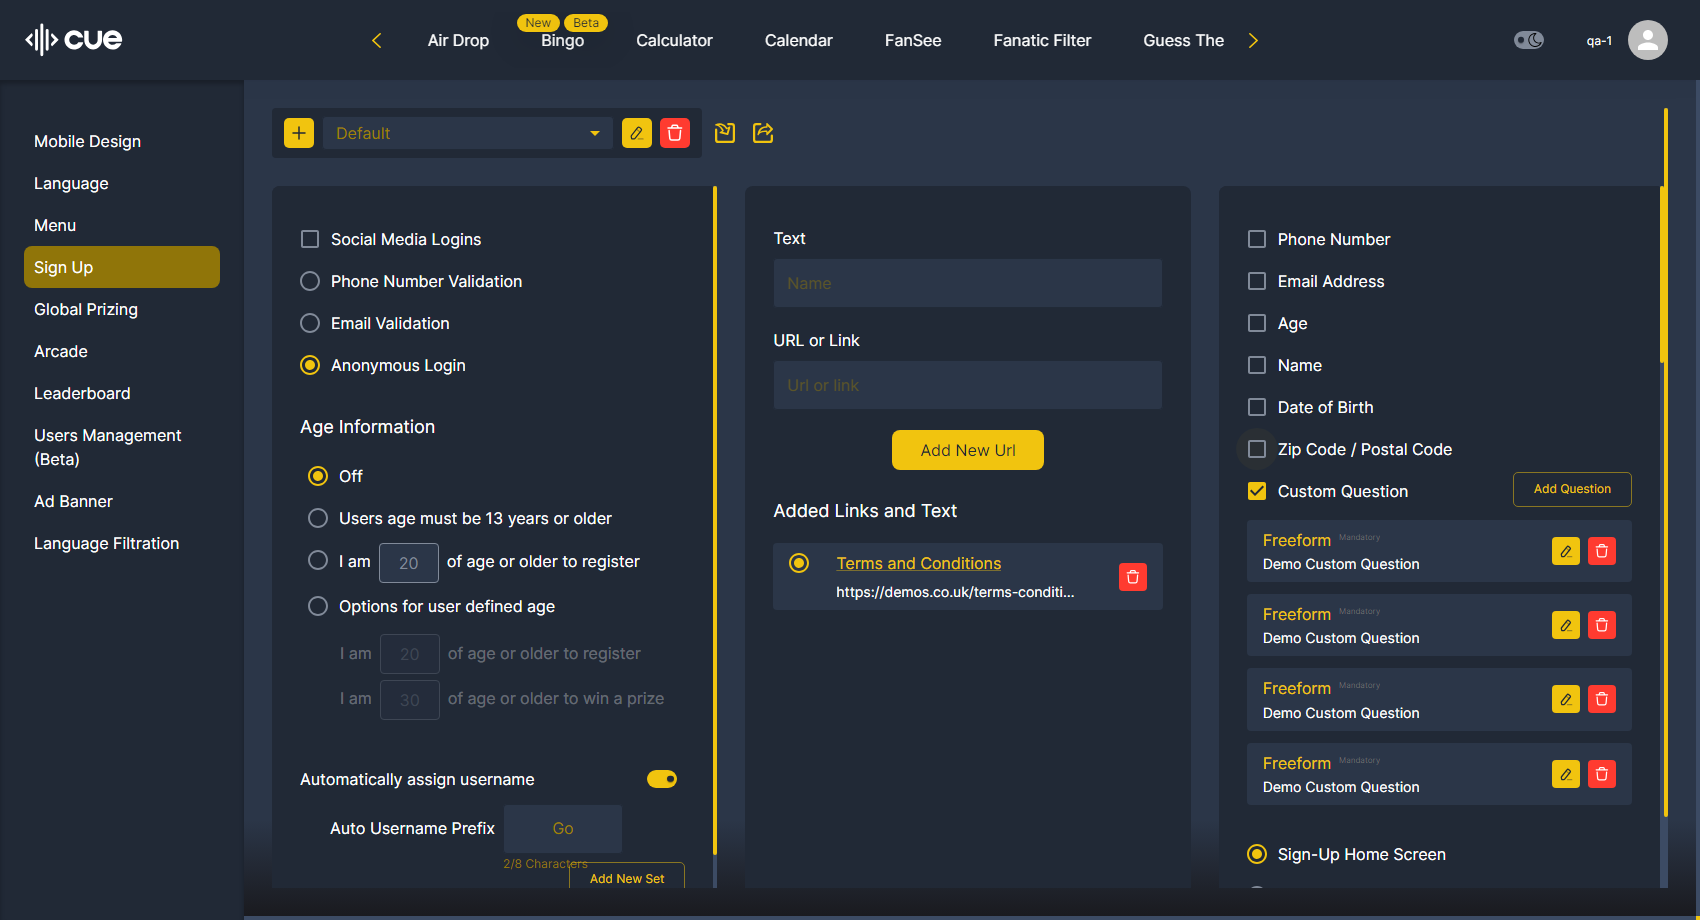 cue
Air Drop
New
Beta
Bingo
Calculator
Calendar
FanSee
Fanatic Filter
Guess The
qa-1
Mobile Design
Language
Menu
Sign Up
Global Prizing
Arcade
Leaderboard
Users Management
(Beta)
Ad Banner
Language Filtration
Default
Social Media Logins
Phone Number Validation
Email Validation
Anonymous Login
Age Information
Off
Users age must be 13 years or older
I am 20 of age or older to register
Options for user defined age
I am 20 of age or older to register
I am 30 of age or older to win a prize
Automatically assign username
Auto Username Prefix Go
2/8 Characters
Add New Set
Text
Name
URL or Link
Url or link
Add New Url
Added Links and Text
Terms and Conditions
https://demos.co.uk/terms-conditi...
Phone Number
Email Address
Age
Name
Date of Birth
Zip Code / Postal Code
Custom Question
Add Question
Freeform Mandatory
Demo Custom Question
Freeform Mandatory
Demo Custom Question
Freeform Mandatory
Demo Custom Question
Freeform Mandatory
Demo Custom Question
Sign-Up Home Screen